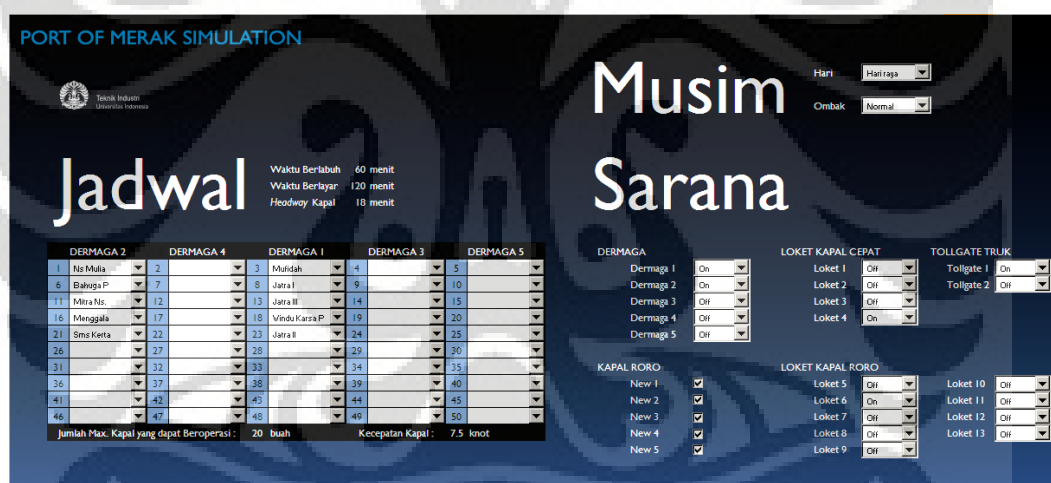 PORT OF MERAK SIMULATION
Teknik Industri
Universitas Indonesia
Musim
Hari Hari raya
Ombak Normal
Jadwal
Waktu Berlabuh 60 menit
Waktu Berlayar 120 menit
Headway Kapal 18 menit
Sarana
DERMAGA 2 DERMAGA 4 DERMAGA 1 DERMAGA 3 DERMAGA 5
1 Ns Mulia 2 3 Mufidah 4 5
6 Bahuga P 7 8 Jatra I 9 10
11 Mitra Ns. 12 13 Jatra III 14 15
16 Menggala 17 18 Windu Karsa P 19 20
21 Sms Kerta 22 23 Jatra II 24 25
26 27 28 29 30
31 32 33 34 35
36 37 38 39 40
41 42 43 44 45
46 47 48 49 50
Jumlah Max. Kapal yang dapat Beroperasi : 20 buah Kecepatan Kapal : 7.5 knot
DERMAGA
Dermaga 1 On
Dermaga 2 On
Dermaga 3 Off
Dermaga 4 Off
Dermaga 5 Off
LOKET KAPAL CEPAT
Loket 1 Off
Loket 2 Off
Loket 3 Off
Loket 4 On
TOLLGATE TRUK
Tollgate 1 On
Tollgate 2 Off
KAPAL RORO
New 1
New 2
New 3
New 4
New 5
LOKET KAPAL RORO
Loket 5 Off
Loket 6 On
Loket 7 Off
Loket 8 Off
Loket 9 Off
Loket 10 Off
Loket 11 Off
Loket 12 Off
Loket 13 Off